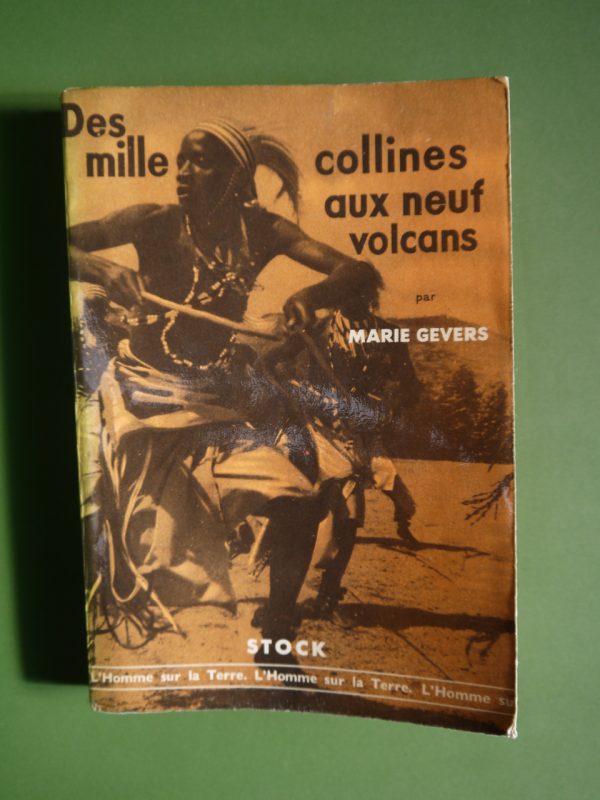 Des
mille collines
aux neuf
volcans
par
MARIE GEVERS
STOCK
L'Homme sur la Terre. L'Homme sur la Terre. L'Homme su